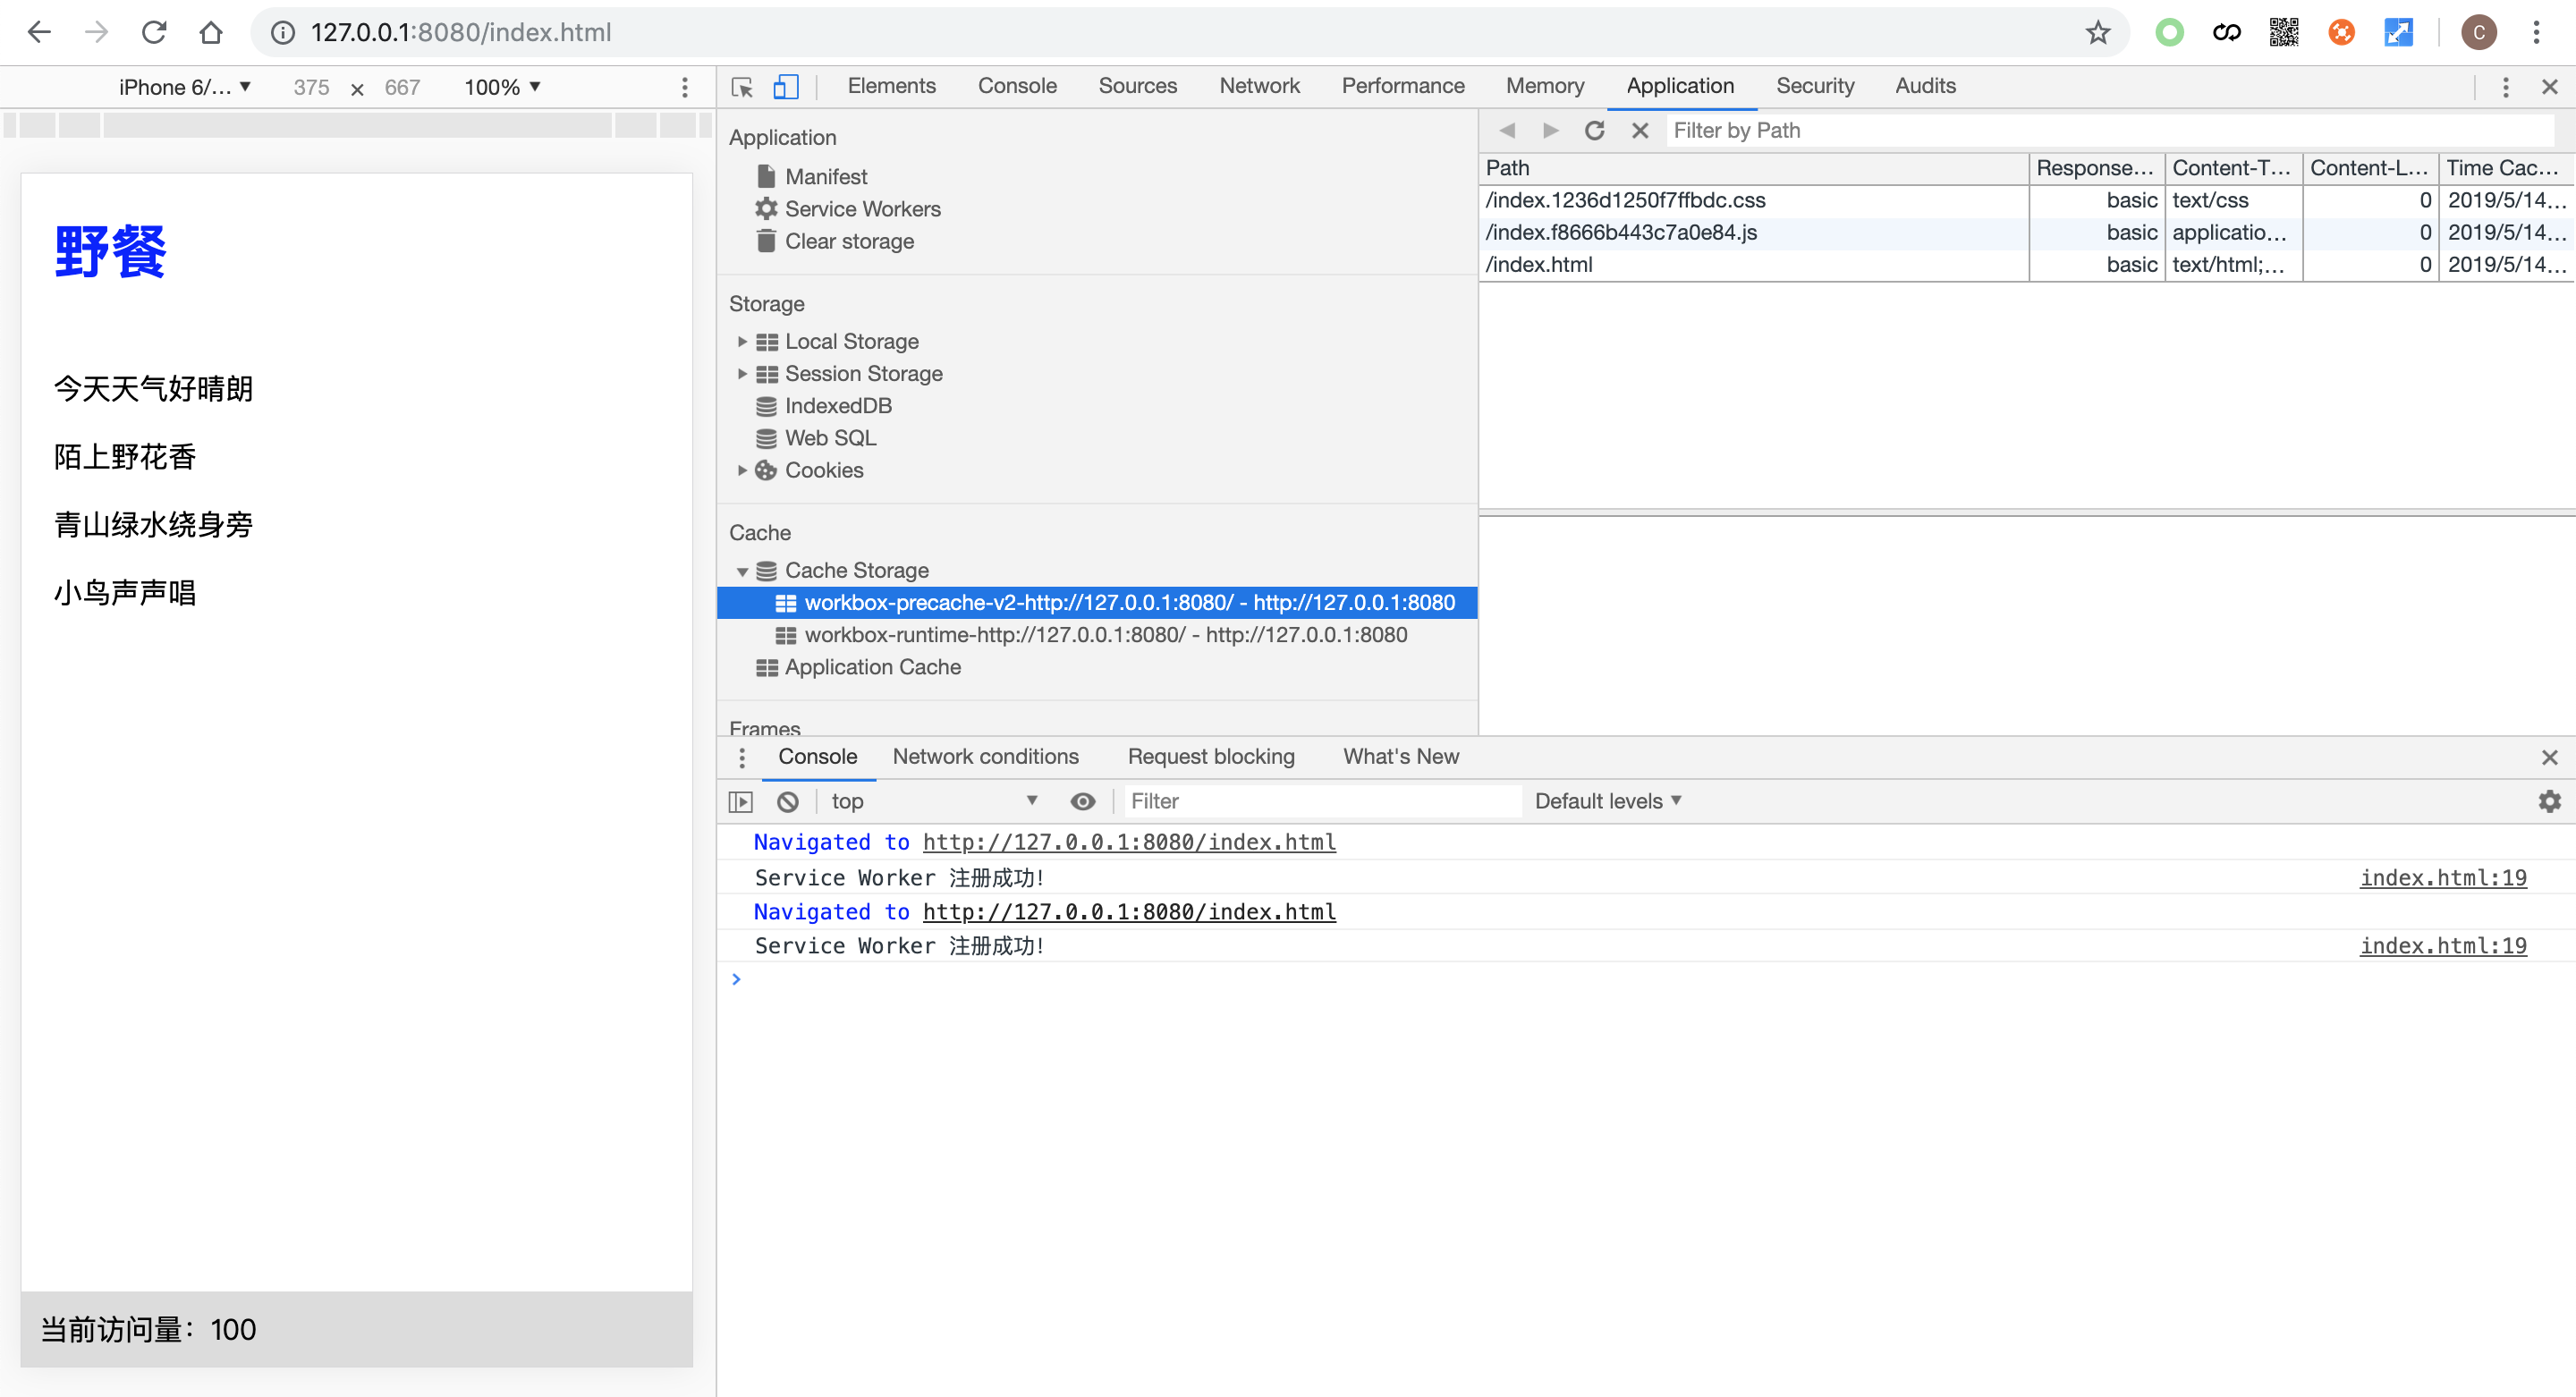 127.0.0.1:8080/index.html
C
iPhone 6/... ▼ 375 × 667 100% ▼
野餐
今天天气好晴朗
陌上野花香
青山绿水绕身旁
小鸟声声唱
当前访问量：100
Elements Console Sources Network Performance Memory Application Security Audits
Application
Manifest
Service Workers
Clear storage
Storage
Local Storage
Session Storage
IndexedDB
Web SQL
Cookies
Cache
Cache Storage
workbox-precache-v2-http://127.0.0.1:8080/ - http://127.0.0.1:8080
workbox-runtime-http://127.0.0.1:8080/ - http://127.0.0.1:8080
Application Cache
Frames
Filter by Path
Path Response... Content-T... Content-L... Time Cac...
/index.1236d1250f7ffbdc.css basic text/css 0 2019/5/14...
/index.f8666b443c7a0e84.js basic applicatio... 0 2019/5/14...
/index.html basic text/html;... 0 2019/5/14...
Console Network conditions Request blocking What's New
top ▼ Filter Default levels ▼
Navigated to http://127.0.0.1:8080/index.html
Service Worker 注册成功! index.html:19
Navigated to http://127.0.0.1:8080/index.html
Service Worker 注册成功! index.html:19